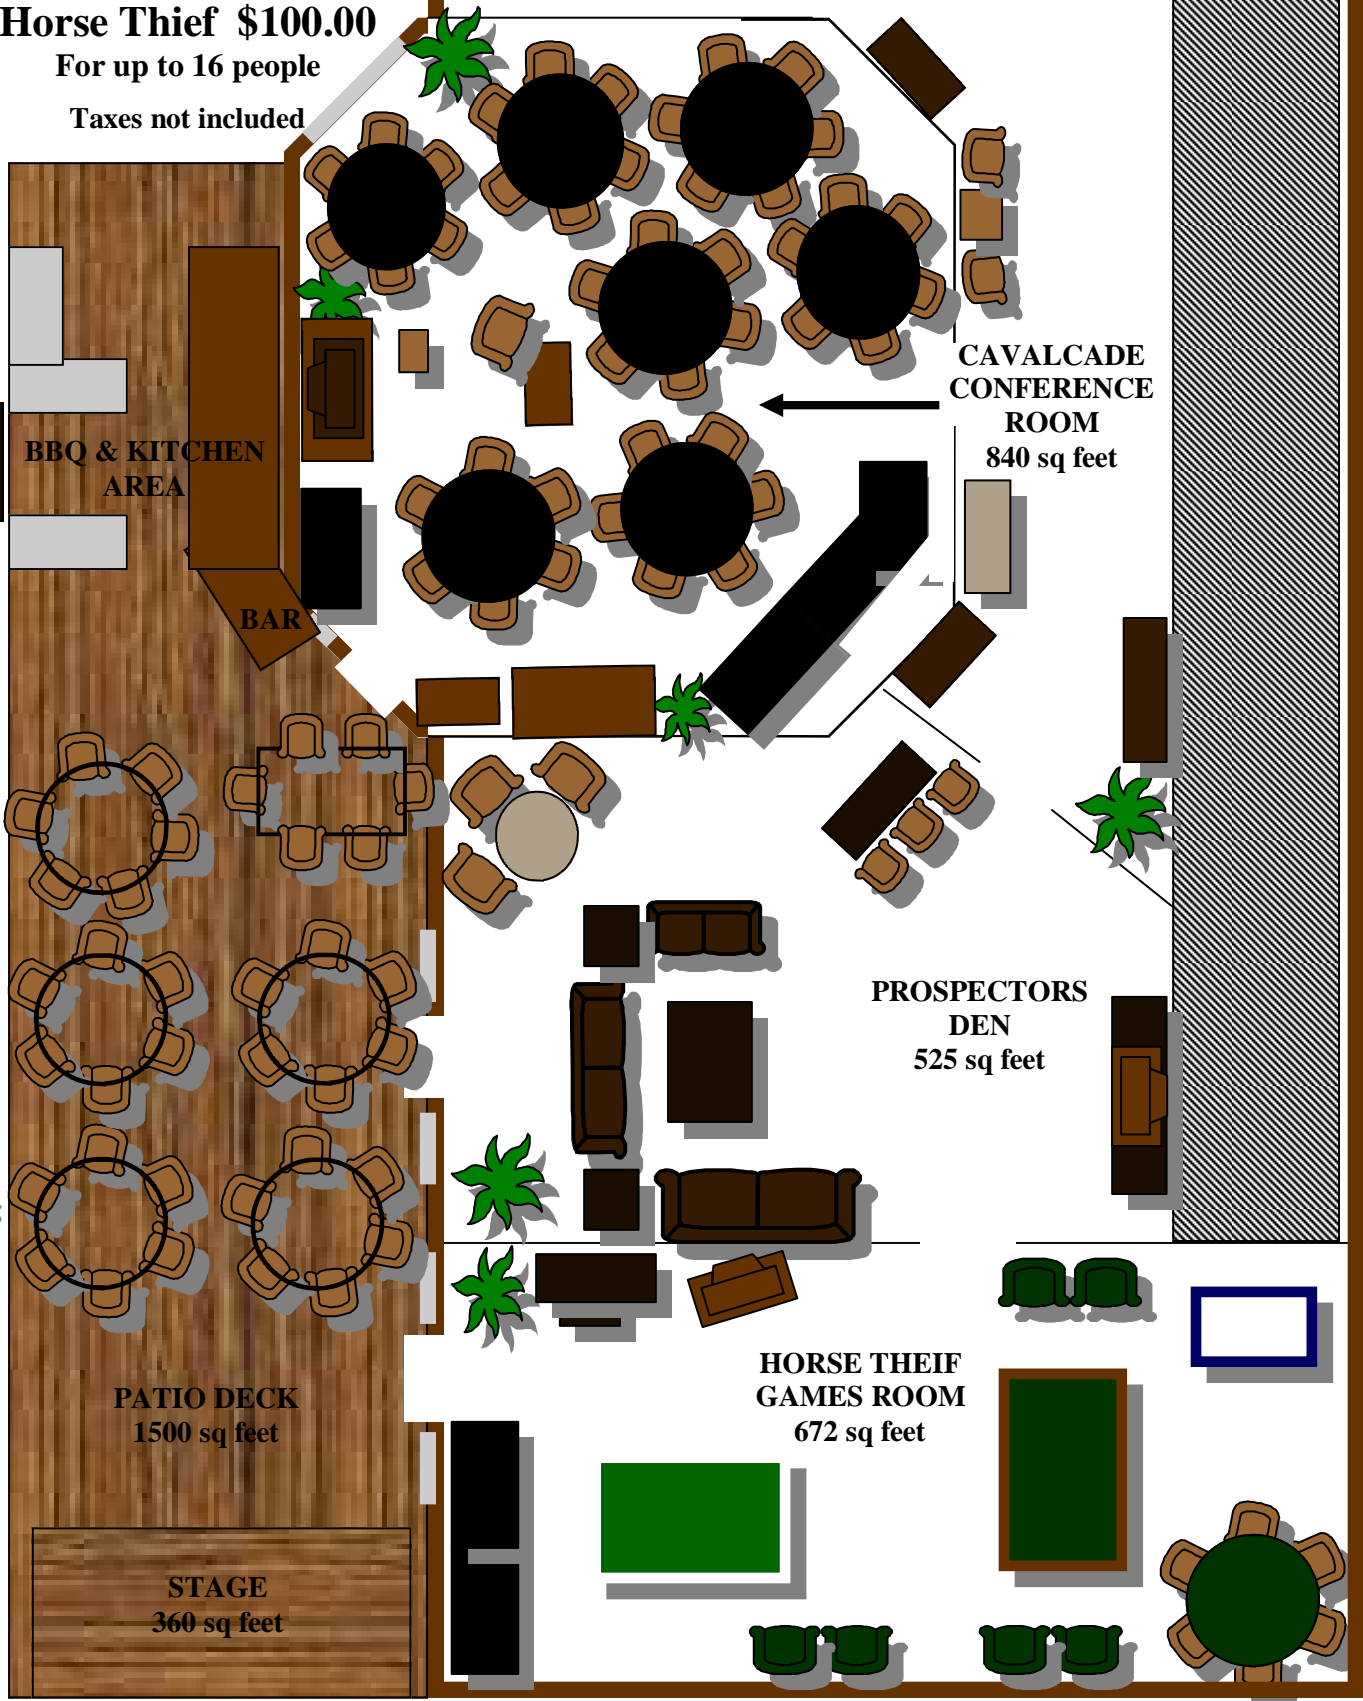 Horse Thief $100.00
For up to 16 people
Taxes not included
CAVALCADE
CONFERENCE
ROOM
840 sq feet
BBQ & KITCHEN
AREA
BAR
PROSPECTORS
DEN
525 sq feet
HORSE THEIF
GAMES ROOM
672 sq feet
PATIO DECK
1500 sq feet
STAGE
360 sq feet